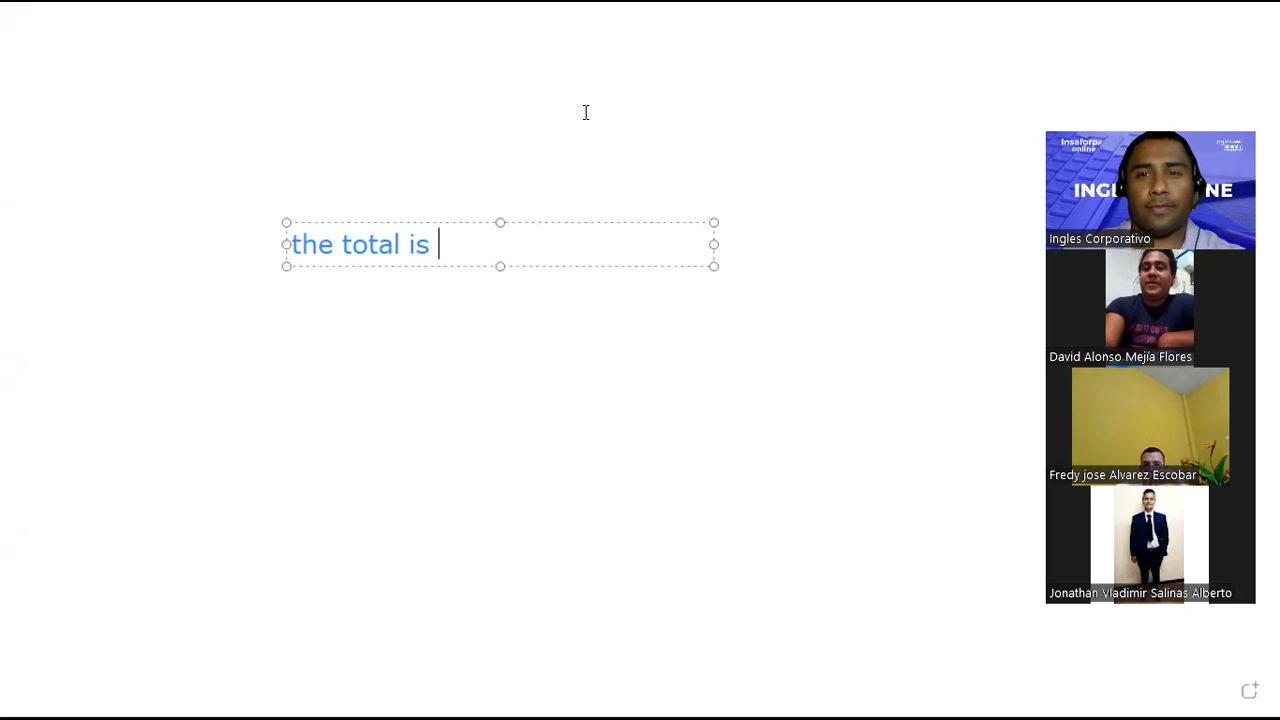 the total is
Insaforp
online
INGL NE
Ingles Corporativo
David Alonso Mejía Flores
Fredy jose Alvarez Escobar
Jonathan Vladimir Salinas Alberto